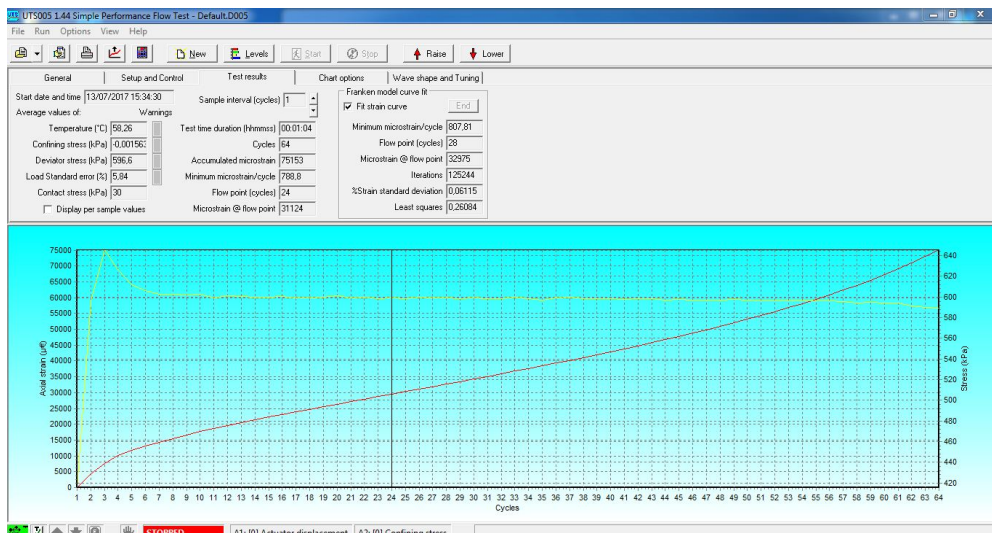 UTS005 1.44 Simple Performance Flow Test - Default.D005
File Run Options View Help
New Levels Start Stop Raise Lower
General Setup and Control Test results Chart options Wave shape and Tuning
Start date and time 13/07/2017 15:34:30
Average values of: Warnings
Temperature (°C) 58,26
Confining stress (kPa) -0,001563
Deviator stress (kPa) 596,6
Load Standard error (%) 5,84
Contact stress (kPa) 30
Display per sample values
Sample interval (cycles) 1
Test time duration (hhmmss) 00:01:04
Cycles 64
Accumulated microstrain 75153
Minimum microstrain/cycle 788,8
Flow point (cycles) 24
Microstrain @ flow point 31124
Franken model curve fit
Fit strain curve End
Minimum microstrain/cycle 807,81
Flow point (cycles) 28
Microstrain @ flow point 32975
Iterations 125244
%Strain standard deviation 0,06115
Least squares 0,26084
Axial strain (µε)
75000
70000
65000
60000
55000
50000
45000
40000
35000
30000
25000
20000
15000
10000
5000
0
640
620
600
580
560
540
520
500
480
460
440
420
Stress (kPa)
1 2 3 4 5 6 7 8 9 10 11 12 13 14 15 16 17 18 19 20 21 22 23 24 25 26 27 28 29 30 31 32 33 34 35 36 37 38 39 40 41 42 43 44 45 46 47 48 49 50 51 52 53 54 55 56 57 58 59 60 61 62 63 64
Cycles
STOPPED A1: [0] Actuator displacement A2: [0] Confining stress